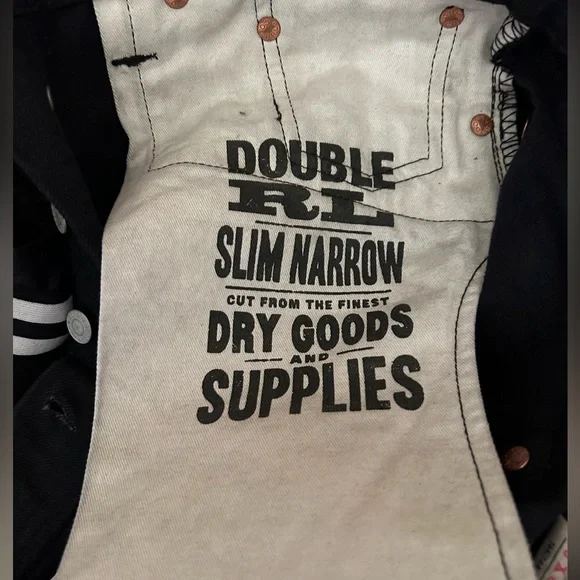 DOUBLE
RL
SLIM NARROW
CUT FROM THE FINEST
DRY GOODS
AND
SUPPLIES